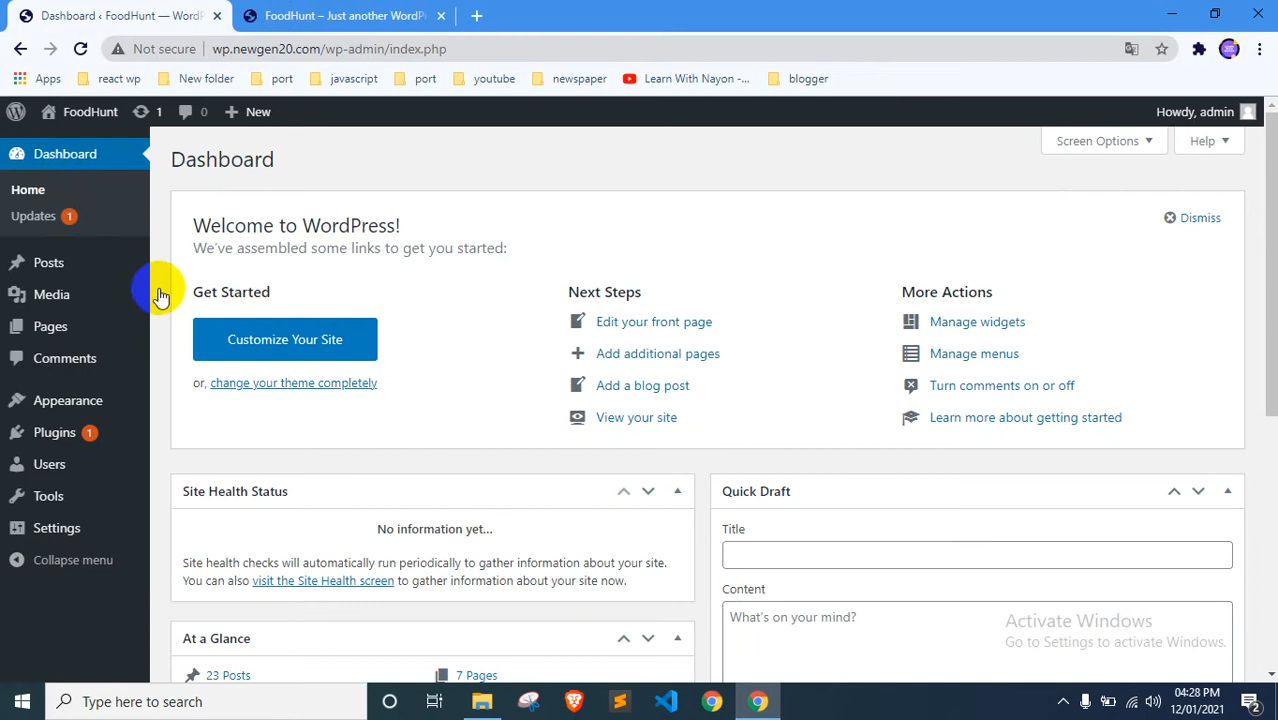 Dashboard ‹ FoodHunt — WordP
FoodHunt – Just another WordPr
Not secure
wp.newgen20.com/wp-admin/index.php
Apps
react wp
New folder
port
javascript
port
youtube
newspaper
Learn With Nayon -...
blogger
FoodHunt
1
0
New
Howdy, admin
Dashboard
Home
Updates 1
Posts
Media
Pages
Comments
Appearance
Plugins 1
Users
Tools
Settings
Collapse menu
Screen Options
Help
Dashboard
Welcome to WordPress!
Dismiss
We've assembled some links to get you started:
Get Started
Customize Your Site
or, change your theme completely
Next Steps
Edit your front page
Add additional pages
Add a blog post
View your site
More Actions
Manage widgets
Manage menus
Turn comments on or off
Learn more about getting started
Site Health Status
No information yet...
Site health checks will automatically run periodically to gather information about your site.
You can also visit the Site Health screen to gather information about your site now.
At a Glance
23 Posts
7 Pages
Quick Draft
Title
Content
What's on your mind?
Activate Windows
Go to Settings to activate Windows.
Type here to search
04:28 PM
12/01/2021
2